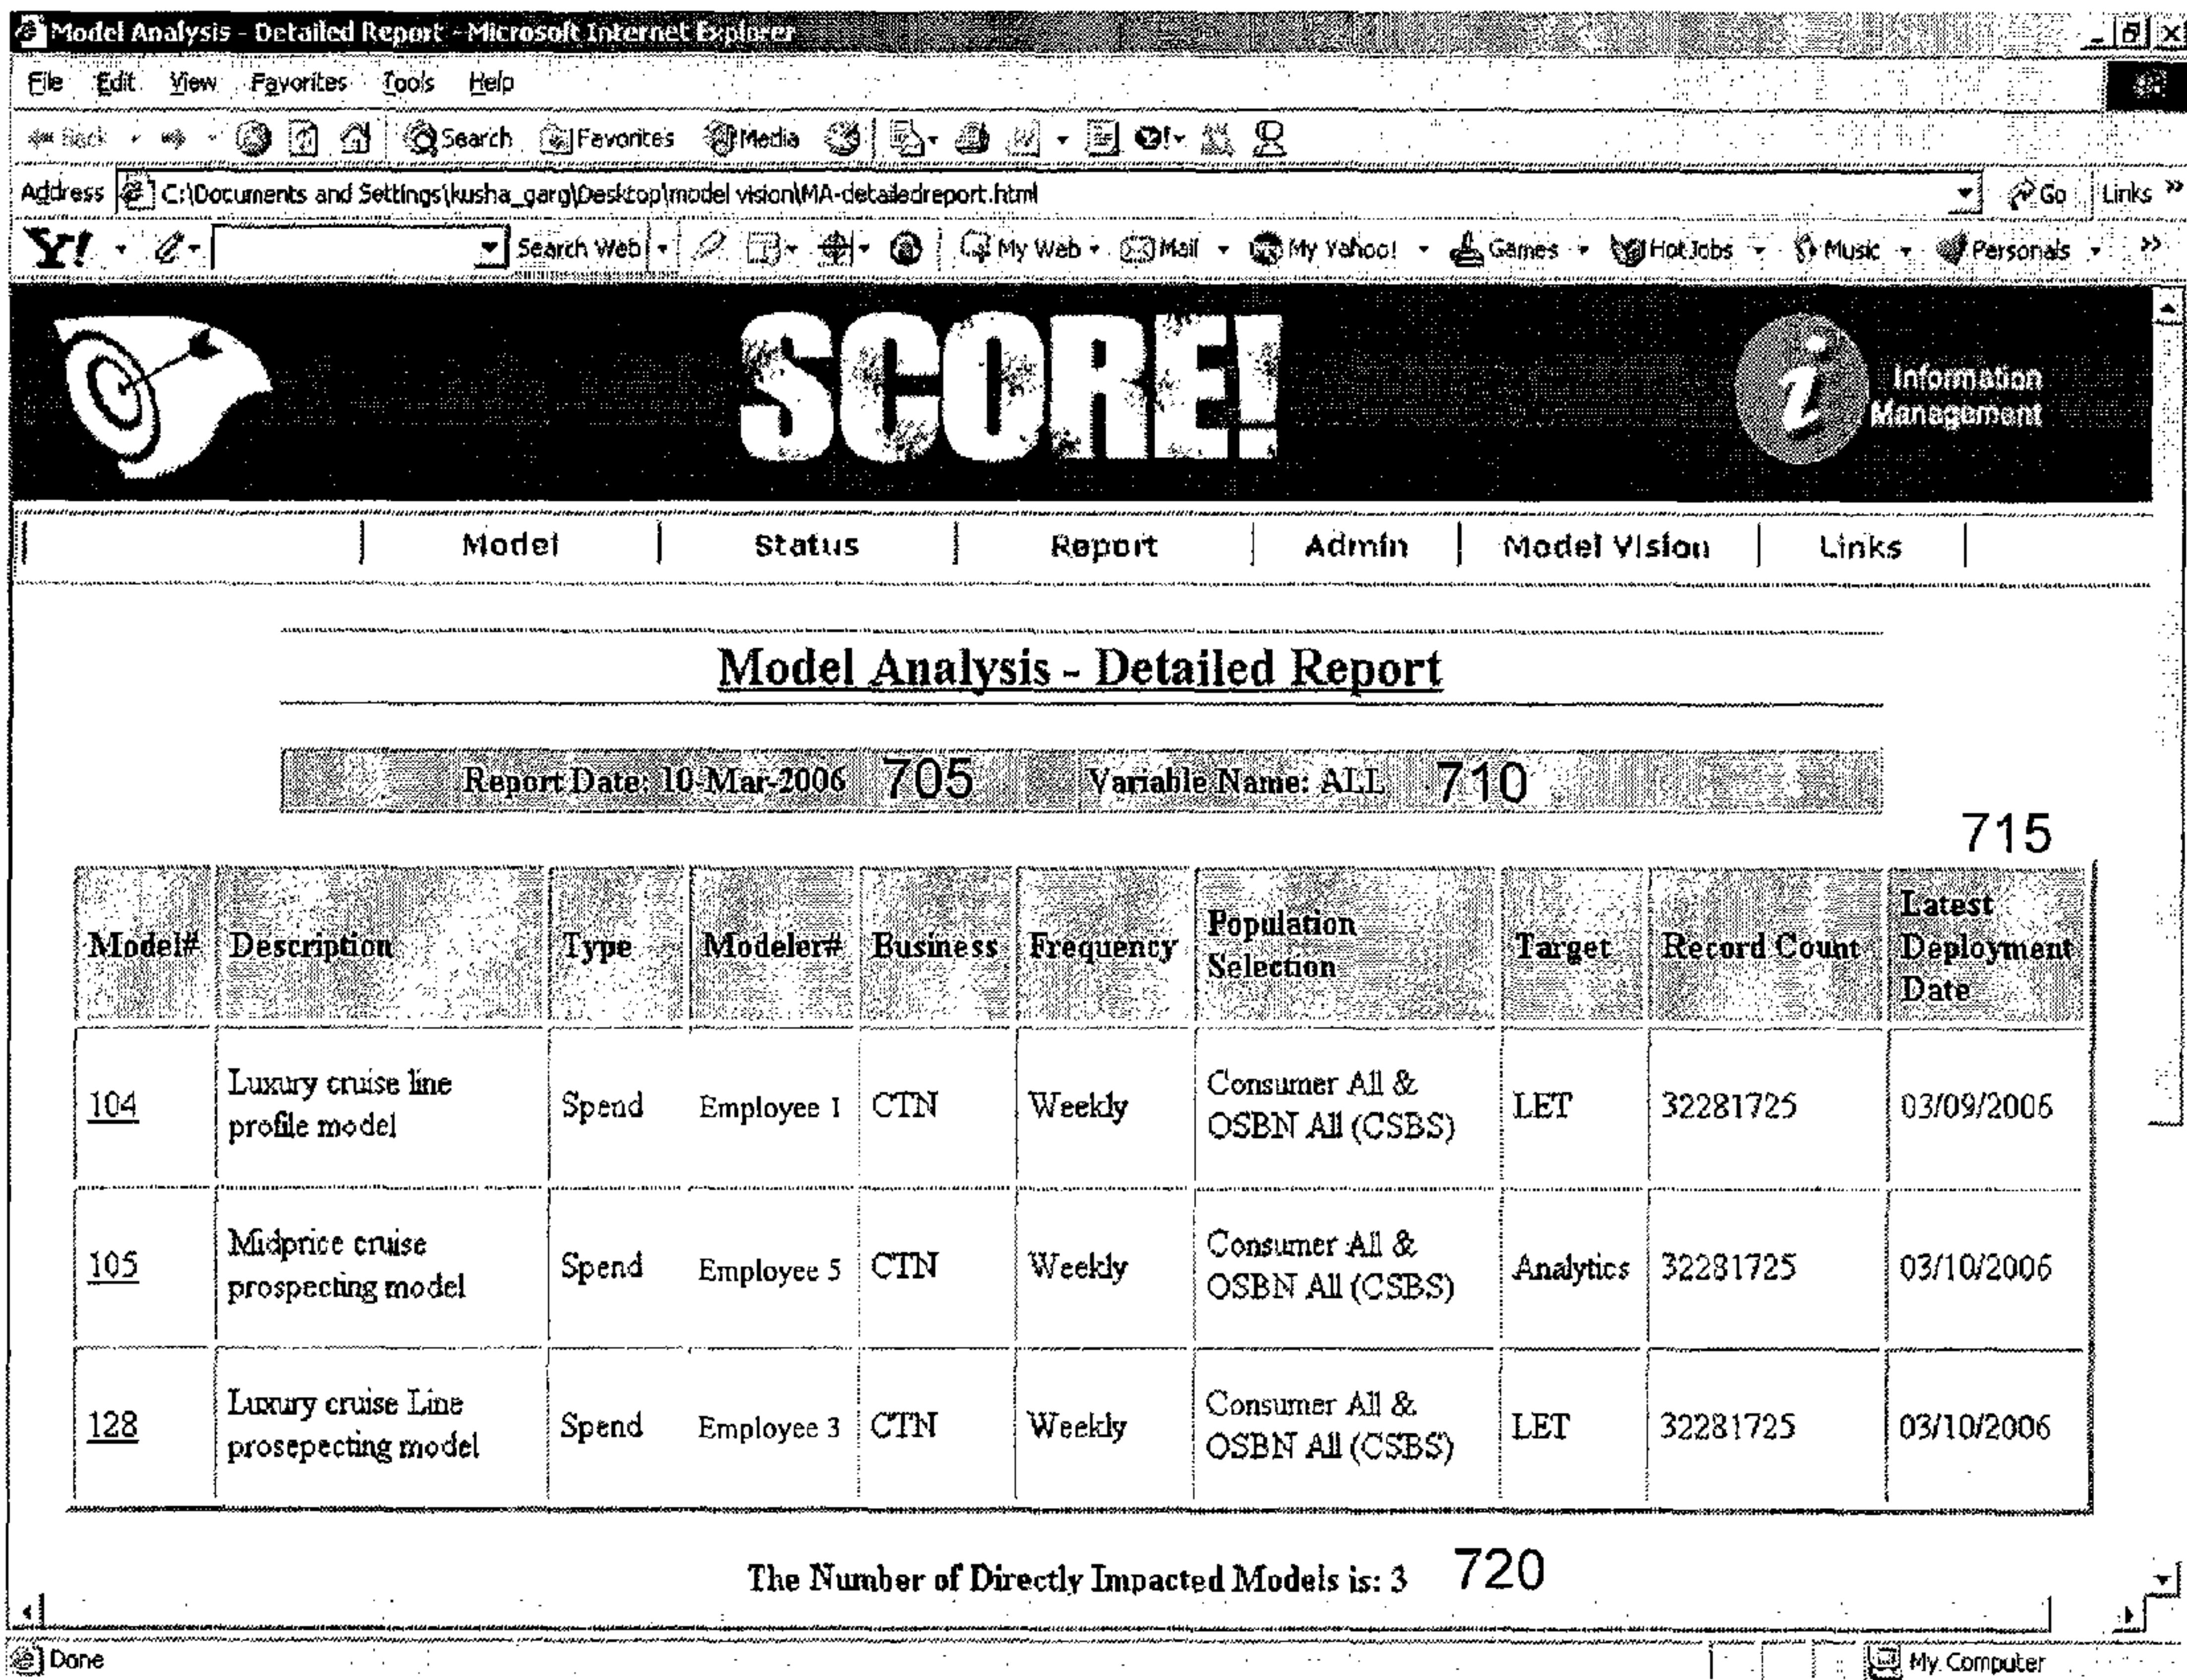 Model Analysis - Detailed Report - Microsoft Internet Explorer
File Edit View Favorites Tools Help
Back Search Favorites Media
Address C:\Documents and Settings\kusha_garg\Desktop\model vision\MA-detailedreport.html Go Links »
Y! Search Web My Web Mail My Yahoo! Games HotJobs Music Personals »
SCORE!
i Information Management
Model | Status | Report | Admin | Model Vision | Links
Model Analysis - Detailed Report
Report Date: 10-Mar-2006 705 Variable Name: ALL 710
715
Model# Description Type Modeler# Business Frequency Population Selection Target Record Count Latest Deployment Date
104 Luxury cruise line profile model Spend Employee 1 CTN Weekly Consumer All & OSBN All (CSBS) LET 32281725 03/09/2006
105 Midprice cruise prospecting model Spend Employee 5 CTN Weekly Consumer All & OSBN All (CSBS) Analytics 32281725 03/10/2006
128 Luxury cruise Line prosepecting model Spend Employee 3 CTN Weekly Consumer All & OSBN All (CSBS) LET 32281725 03/10/2006
The Number of Directly Impacted Models is: 3 720
Done My Computer